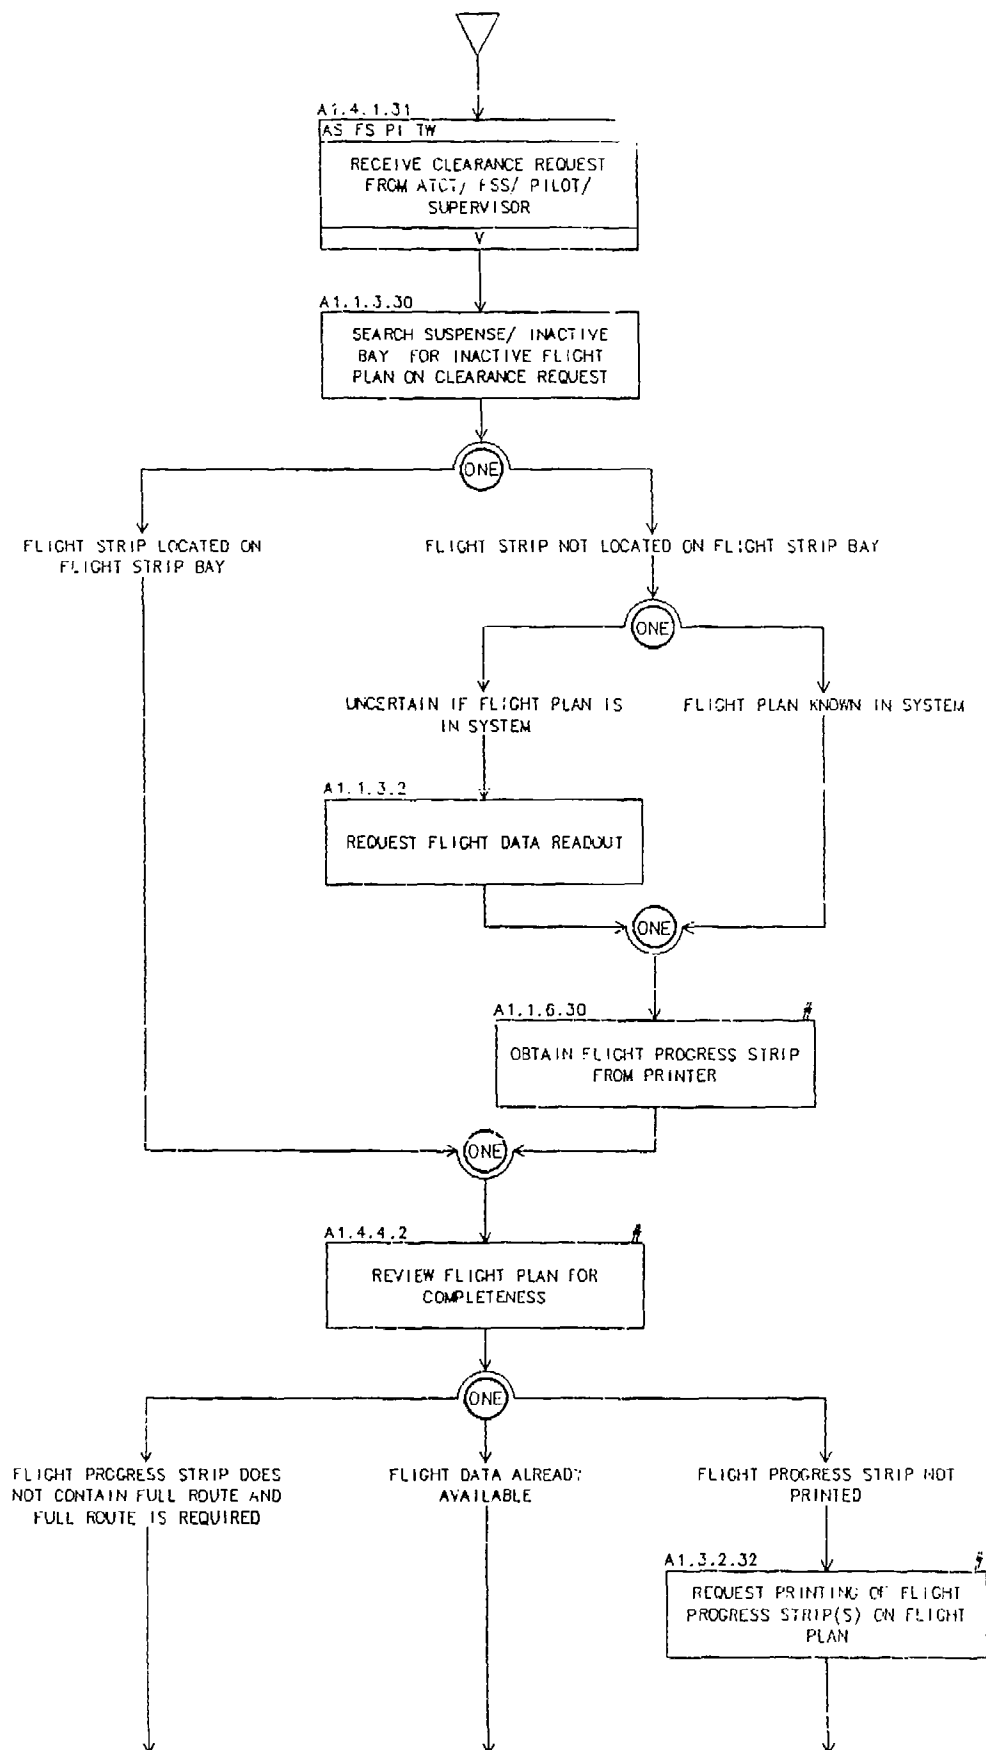 A1.4.1.31
AS FS PI TW
RECEIVE CLEARANCE REQUEST
FROM ATCT/ FSS/ PILOT/
SUPERVISOR
V
A1.1.3.30
SEARCH SUSPENSE/ INACTIVE
BAY FOR INACTIVE FLIGHT
PLAN ON CLEARANCE REQUEST
ONE
FLIGHT STRIP LOCATED ON
FLIGHT STRIP BAY
FLIGHT STRIP NOT LOCATED ON FLIGHT STRIP BAY
ONE
UNCERTAIN IF FLIGHT PLAN IS
IN SYSTEM
FLIGHT PLAN KNOWN IN SYSTEM
A1.1.3.2
REQUEST FLIGHT DATA READOUT
ONE
A1.1.6.30 #
OBTAIN FLIGHT PROGRESS STRIP
FROM PRINTER
ONE
A1.4.4.2 #
REVIEW FLIGHT PLAN FOR
COMPLETENESS
ONE
FLIGHT PROGRESS STRIP DOES
NOT CONTAIN FULL ROUTE AND
FULL ROUTE IS REQUIRED
FLIGHT DATA ALREADY
AVAILABLE
FLIGHT PROGRESS STRIP NOT
PRINTED
A1.3.2.32 #
REQUEST PRINTING OF FLIGHT
PROGRESS STRIP(S) ON FLIGHT
PLAN